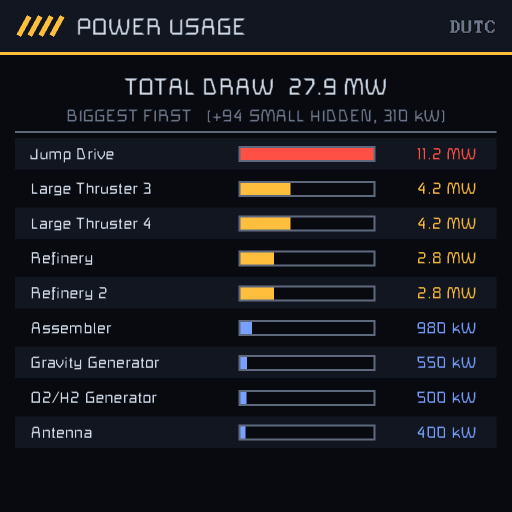 POWER USAGE DUTC
TOTAL DRAW 27.9 MW
BIGGEST FIRST (+94 SMALL HIDDEN, 310 kW)
Jump Drive 11.2 MW
Large Thruster 3 4.2 MW
Large Thruster 4 4.2 MW
Refinery 2.8 MW
Refinery 2 2.8 MW
Assembler 980 kW
Gravity Generator 550 kW
O2/H2 Generator 500 kW
Antenna 400 kW